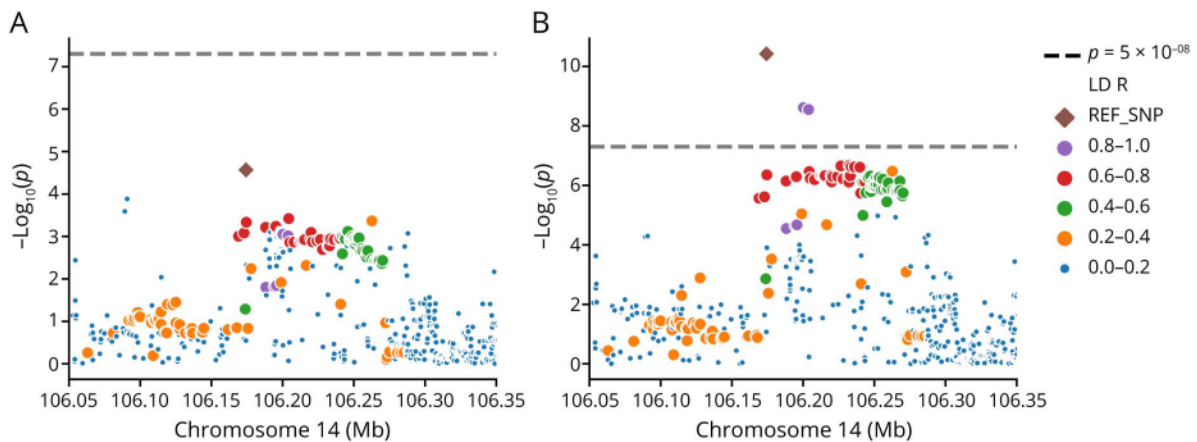 A
B
7
6
5
4
3
2
1
0
–Log₁₀(p)
106.05 106.10 106.15 106.20 106.25 106.30 106.35
Chromosome 14 (Mb)
10
8
6
4
2
0
–Log₁₀(p)
106.05 106.10 106.15 106.20 106.25 106.30 106.35
Chromosome 14 (Mb)
p = 5 × 10⁻⁰⁸
LD R
REF_SNP
0.8–1.0
0.6–0.8
0.4–0.6
0.2–0.4
0.0–0.2